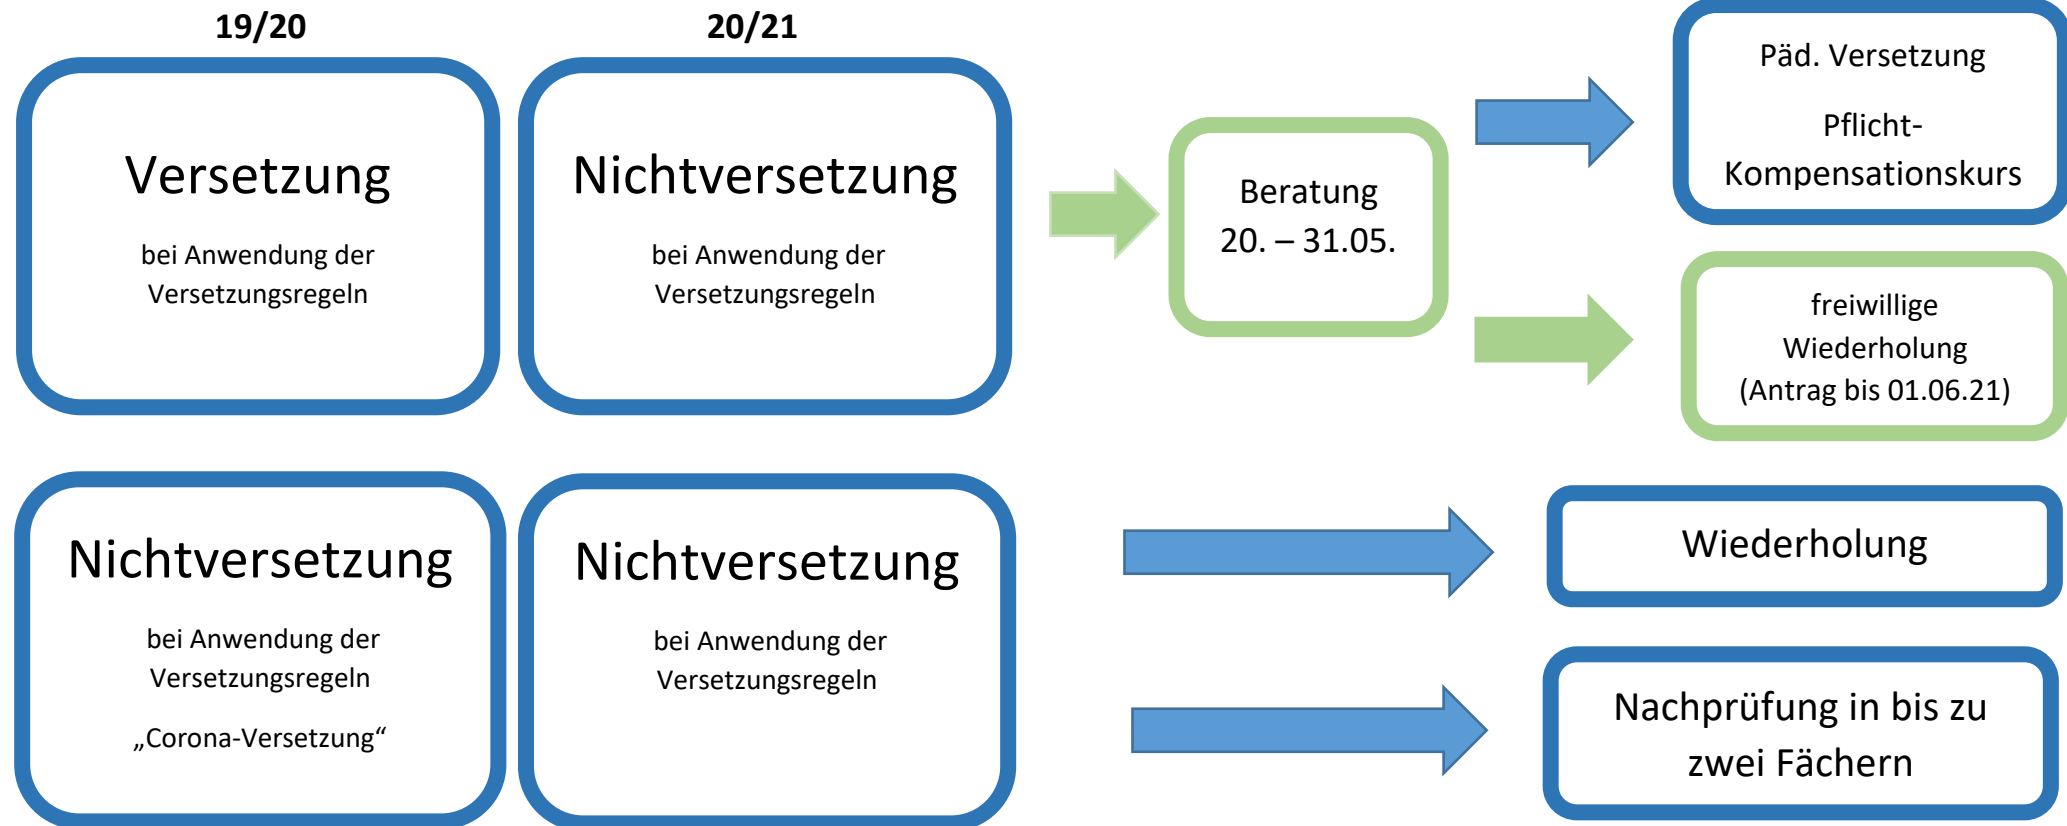 19/20
20/21
Versetzung
bei Anwendung der
Versetzungsregeln
Nichtversetzung
bei Anwendung der
Versetzungsregeln
Beratung
20. – 31.05.
Päd. Versetzung
Pflicht-
Kompensationskurs
freiwillige
Wiederholung
(Antrag bis 01.06.21)
Nichtversetzung
bei Anwendung der
Versetzungsregeln
„Corona-Versetzung“
Nichtversetzung
bei Anwendung der
Versetzungsregeln
Wiederholung
Nachprüfung in bis zu
zwei Fächern